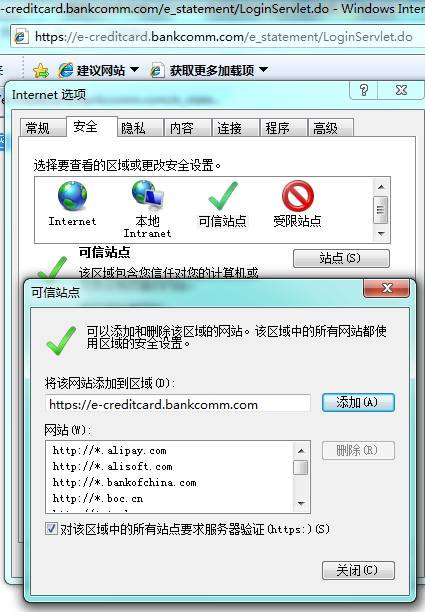 -creditcard.bankcomm.com/e_statement/LoginServlet.do - Windows Inter
https://e-creditcard.bankcomm.com/e_statement/LoginServlet.do
建议网站 获取更多加载项
Internet 选项
常规 安全 隐私 内容 连接 程序 高级
选择要查看的区域或更改安全设置。
Internet 本地 Intranet 可信站点 受限站点
可信站点
该区域包含你信任对你的计算机或
站点(S)
可信站点
可以添加和删除该区域的网站。该区域中的所有网站都使
用区域的安全设置。
将该网站添加到区域(D):
https://e-creditcard.bankcomm.com
添加(A)
网站(W):
http://*.alipay.com
http://*.alisoft.com
http://*.bankofchina.com
http://*.boc.cn
删除(R)
对该区域中的所有站点要求服务器验证(https:)(S)
关闭(C)